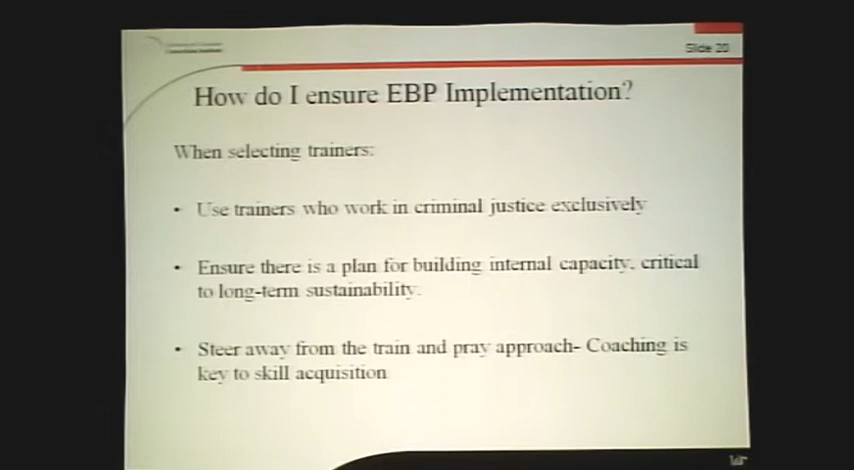 Slide 20
How do I ensure EBP Implementation?
When selecting trainers:
• Use trainers who work in criminal justice exclusively
• Ensure there is a plan for building internal capacity, critical
to long-term sustainability.
• Steer away from the train and pray approach- Coaching is
key to skill acquisition